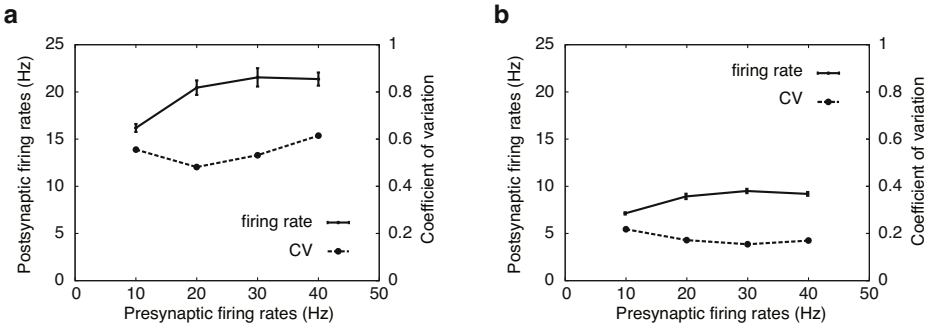 a
25
20
15
10
5
0
Postsynaptic firing rates (Hz)
1
0.8
0.6
0.4
0.2
0
Coefficient of variation
firing rate
CV
0 10 20 30 40 50
Presynaptic firing rates (Hz)
b
25
20
15
10
5
0
Postsynaptic firing rates (Hz)
1
0.8
0.6
0.4
0.2
0
Coefficient of variation
firing rate
CV
0 10 20 30 40 50
Presynaptic firing rates (Hz)